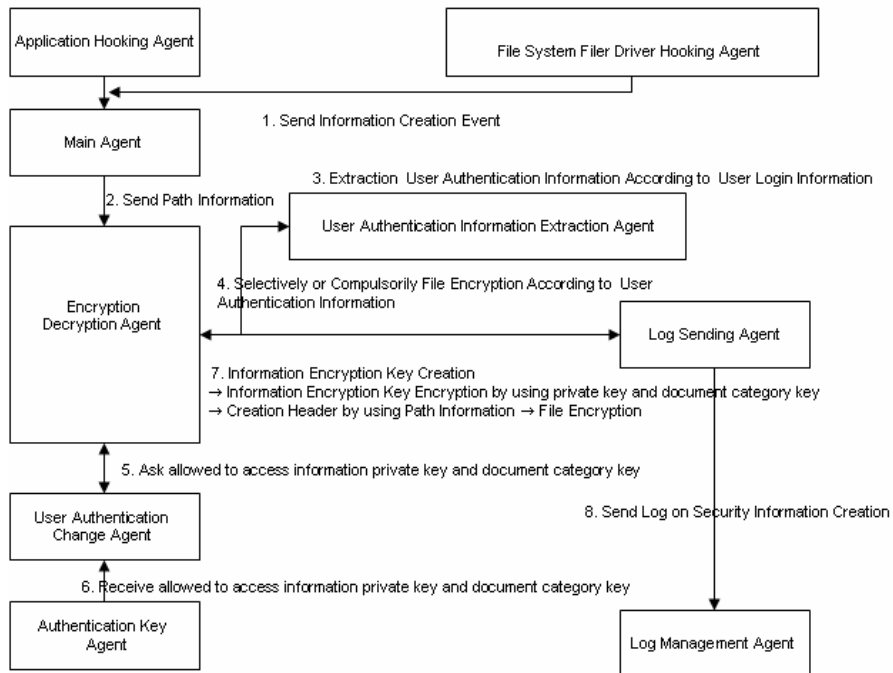 Application Hooking Agent
File System Filer Driver Hooking Agent
1. Send Information Creation Event
Main Agent
3. Extraction User Authentication Information According to User Login Information
2. Send Path Information
User Authentication Information Extraction Agent
4. Selectively or Compulsorily File Encryption According to User
Authentication Information
Encryption
Decryption Agent
Log Sending Agent
7. Information Encryption Key Creation
→ Information Encryption Key Encryption by using private key and document category key
→ Creation Header by using Path Information → File Encryption
5. Ask allowed to access information private key and document category key
User Authentication
Change Agent
8. Send Log on Security Information Creation
6. Receive allowed to access information private key and document category key
Authentication Key
Agent
Log Management Agent